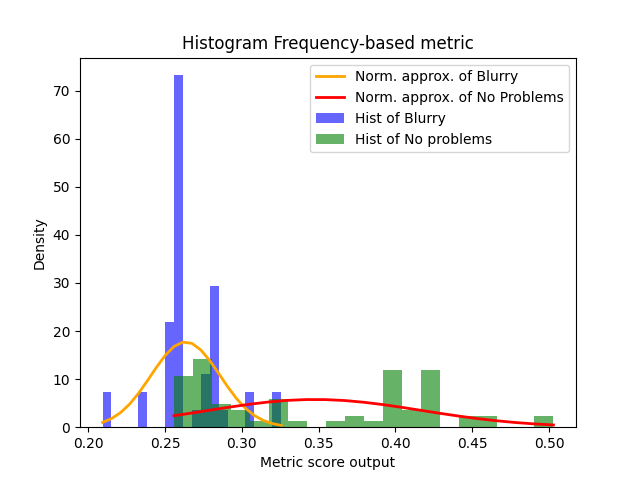 Histogram Frequency-based metric
Norm. approx. of Blurry
Norm. approx. of No Problems
Hist of Blurry
Hist of No problems
Density
70
60
50
40
30
20
10
0
0.20 0.25 0.30 0.35 0.40 0.45 0.50
Metric score output